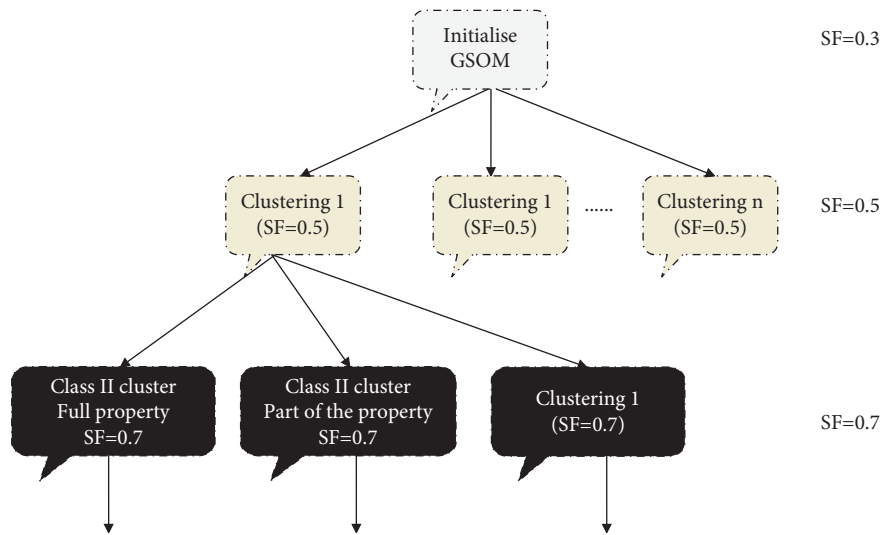 Initialise
GSOM
SF=0.3
Clustering 1
(SF=0.5)
Clustering 1
(SF=0.5)
......
Clustering n
(SF=0.5)
SF=0.5
Class II cluster
Full property
SF=0.7
Class II cluster
Part of the property
SF=0.7
Clustering 1
(SF=0.7)
SF=0.7